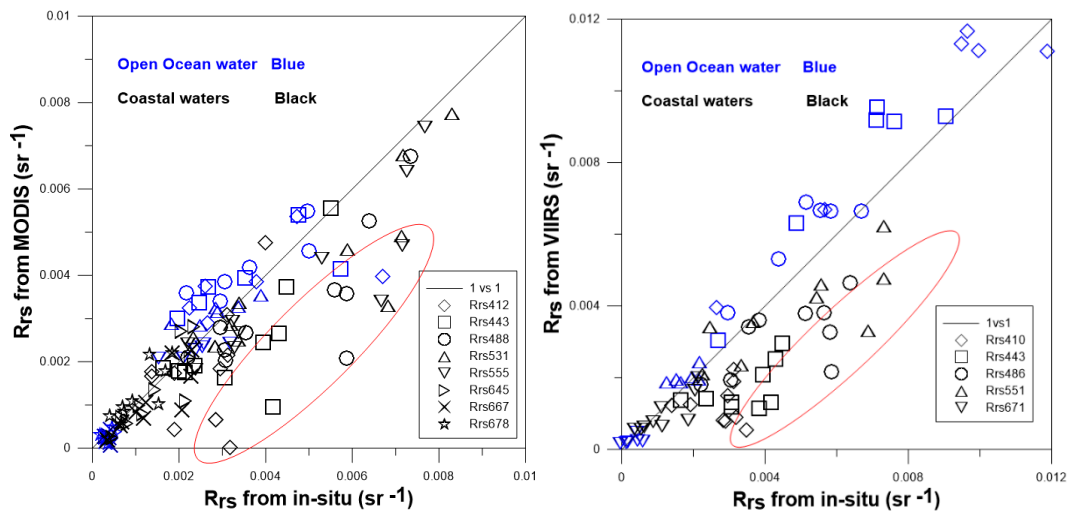 0.01
0.008
0.006
0.004
0.002
0
Rrs from MODIS (sr -1)
Open Ocean water Blue
Coastal waters Black
1 vs 1
Rrs412
Rrs443
Rrs488
Rrs531
Rrs555
Rrs645
Rrs667
Rrs678
0 0.002 0.004 0.006 0.008 0.01
Rrs from in-situ (sr -1)
0.012
0.008
0.004
0
Rrs from VIIRS (sr -1)
Open Ocean water Blue
Coastal waters Black
1vs1
Rrs410
Rrs443
Rrs486
Rrs551
Rrs671
0 0.004 0.008 0.012
Rrs from in-situ (sr -1)